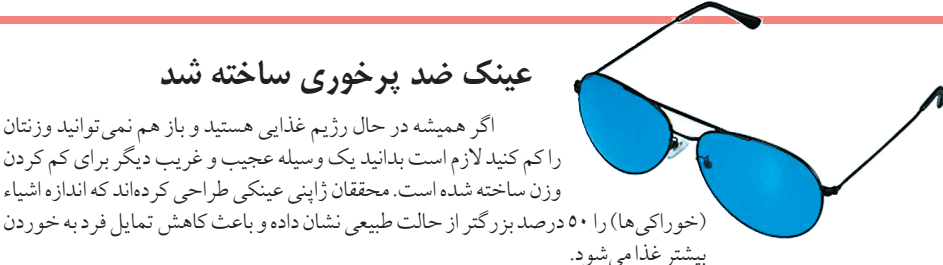 عینک ضد پرخوری ساخته شد
اگر همیشه در حال رژیم غذایی هستید و باز هم نمی‌توانید وزنتان
را کم کنید لازم است بدانید یک وسیله عجیب و غریب دیگر برای کم کردن
وزن ساخته شده است. محققان ژاپنی عینکی طراحی کرده‌اند که اندازه اشیاء
(خوراکی‌ها) را ۵۰ درصد بزرگتر از حالت طبیعی نشان داده و باعث کاهش تمایل فرد به خوردن
بیشتر غذا می‌شود.